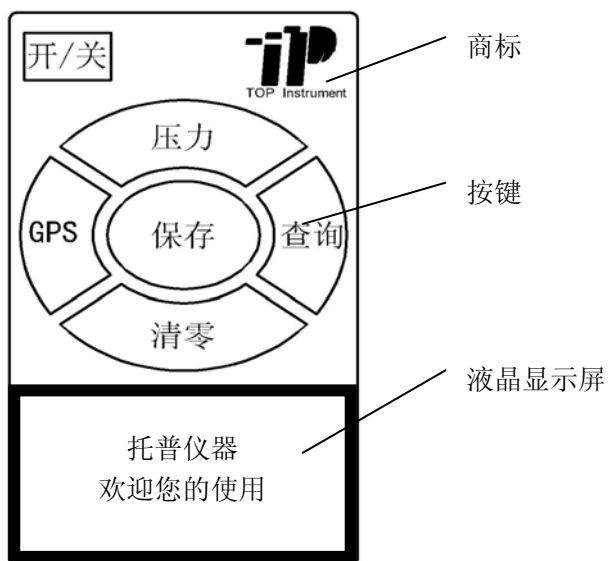 开/关
TOP Instrument
商标
压力
GPS
保存
查询
按键
清零
液晶显示屏
托普仪器
欢迎您的使用